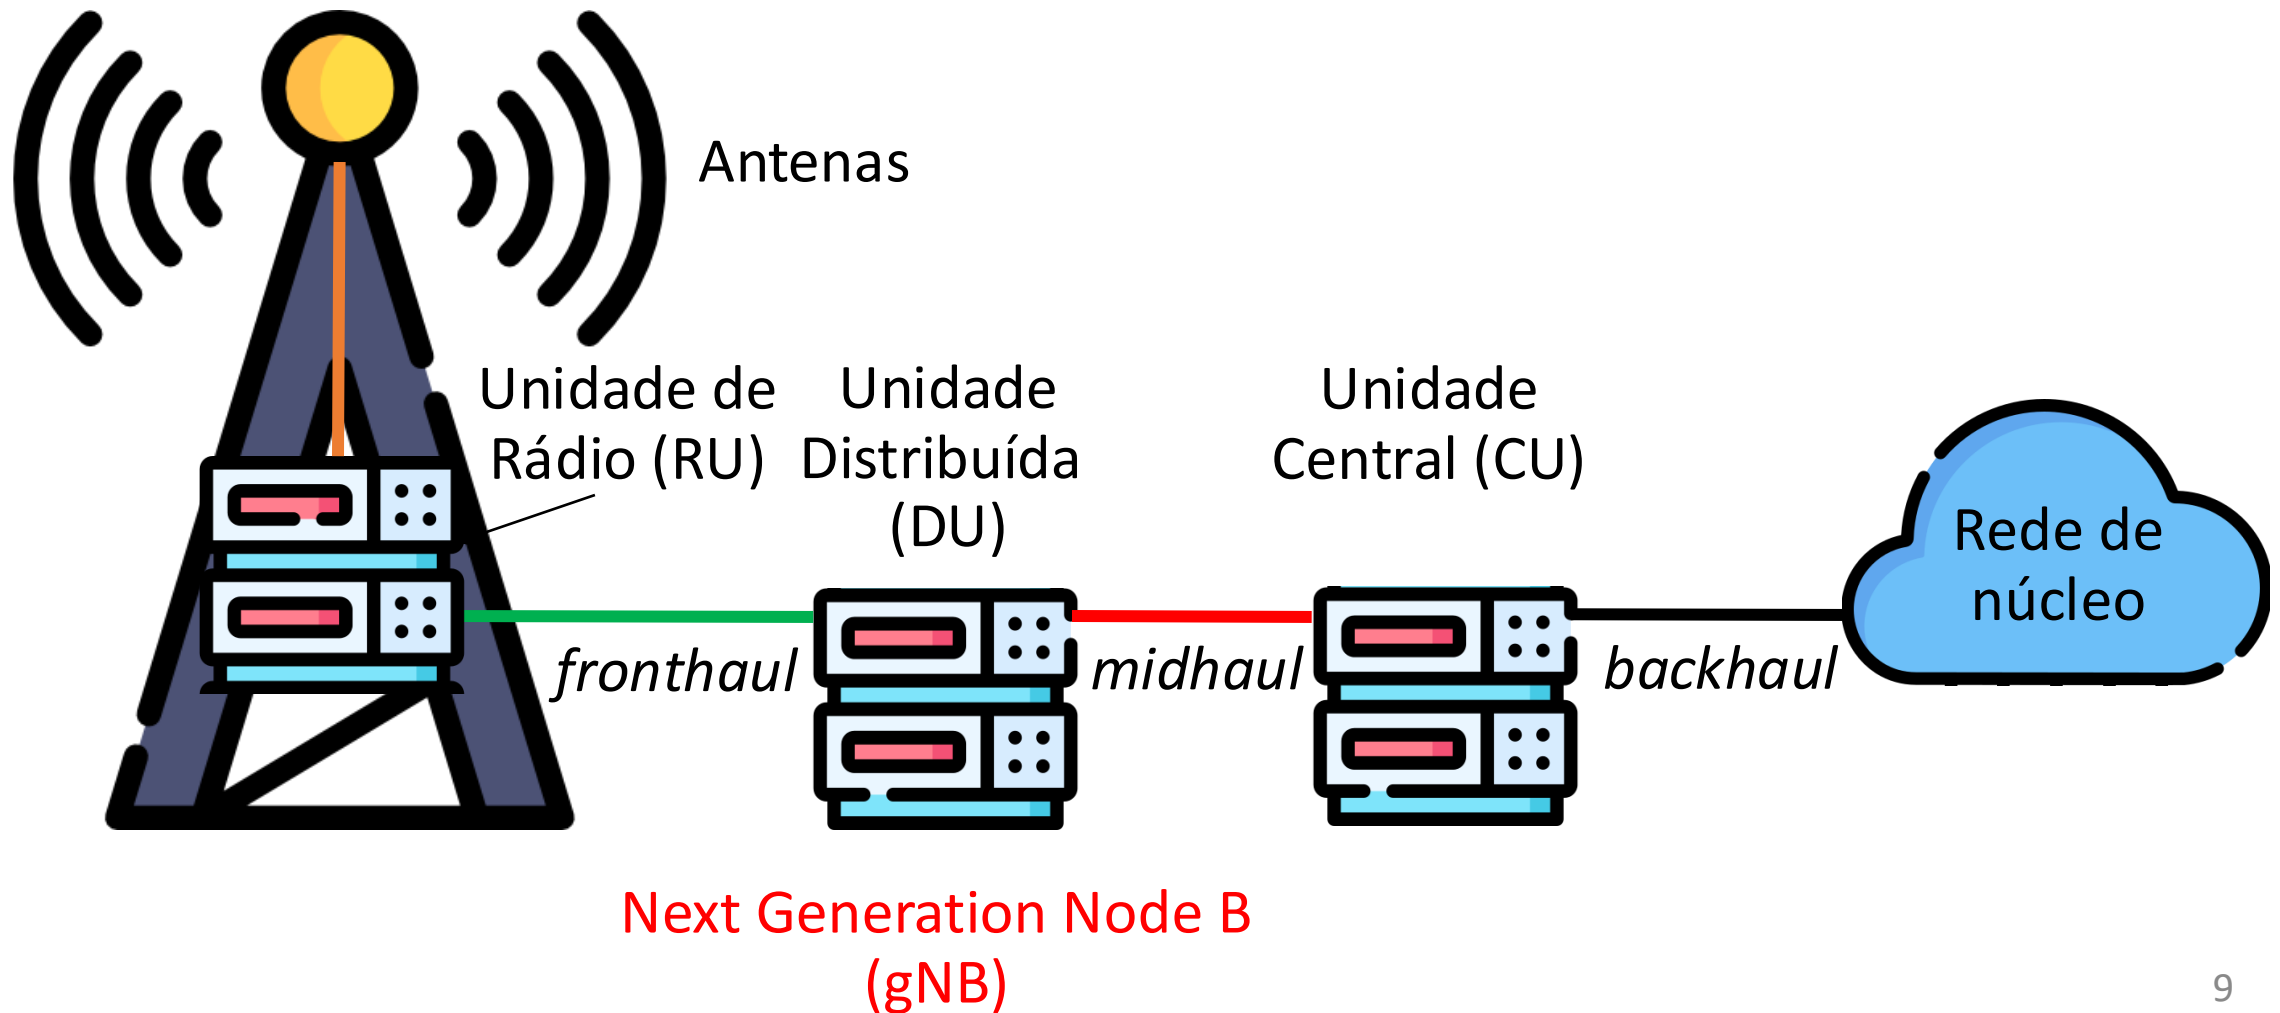 Antenas
Unidade de
Rádio (RU)
Unidade
Distribuída
(DU)
Unidade
Central (CU)
Rede de
núcleo
fronthaul
midhaul
backhaul
Next Generation Node B
(gNB)
9